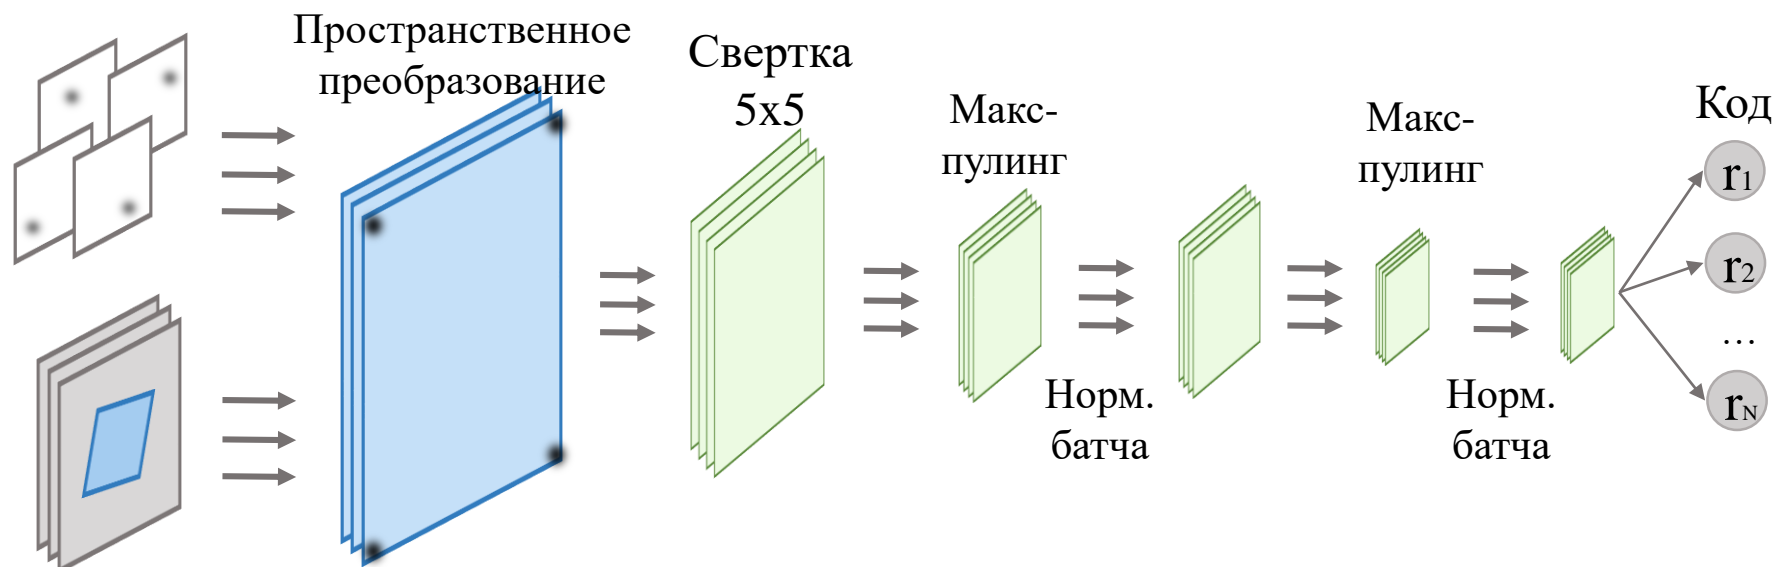 Пространственное
преобразование
Свертка
5x5
Макс-
пулинг
Норм.
батча
Макс-
пулинг
Норм.
батча
Код
r1
r2
...
rN